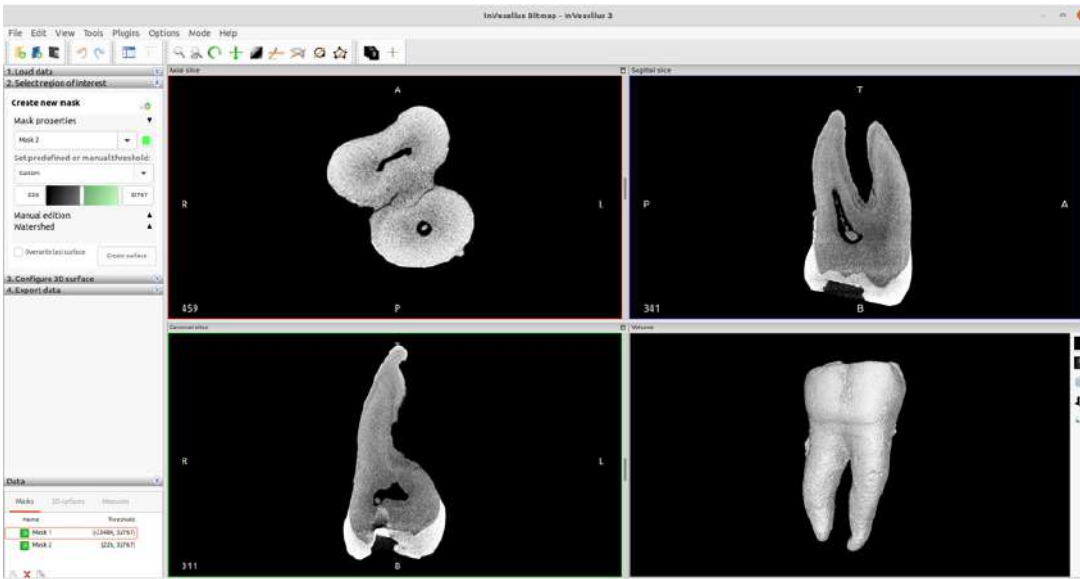 InVesalius Bitmap - InVesalius 3
File Edit View Tools Plugins Options Mode Help
1. Load data
2. Select region of interest
Create new mask
Mask properties
Mask 2
Set predefined or manual threshold:
Custom
226 32767
Manual edition
Watershed
Overwrite last surface
Create surface
3. Configure 3D surface
4. Export data
Axial slice
A
R
L
459
P
Sagittal slice
T
P
A
341
B
Coronal slice
R
L
311
B
Volume
Data
Masks 3D surfaces Measures
Name Threshold
Mask 1
Mask 2 (226, 32767)